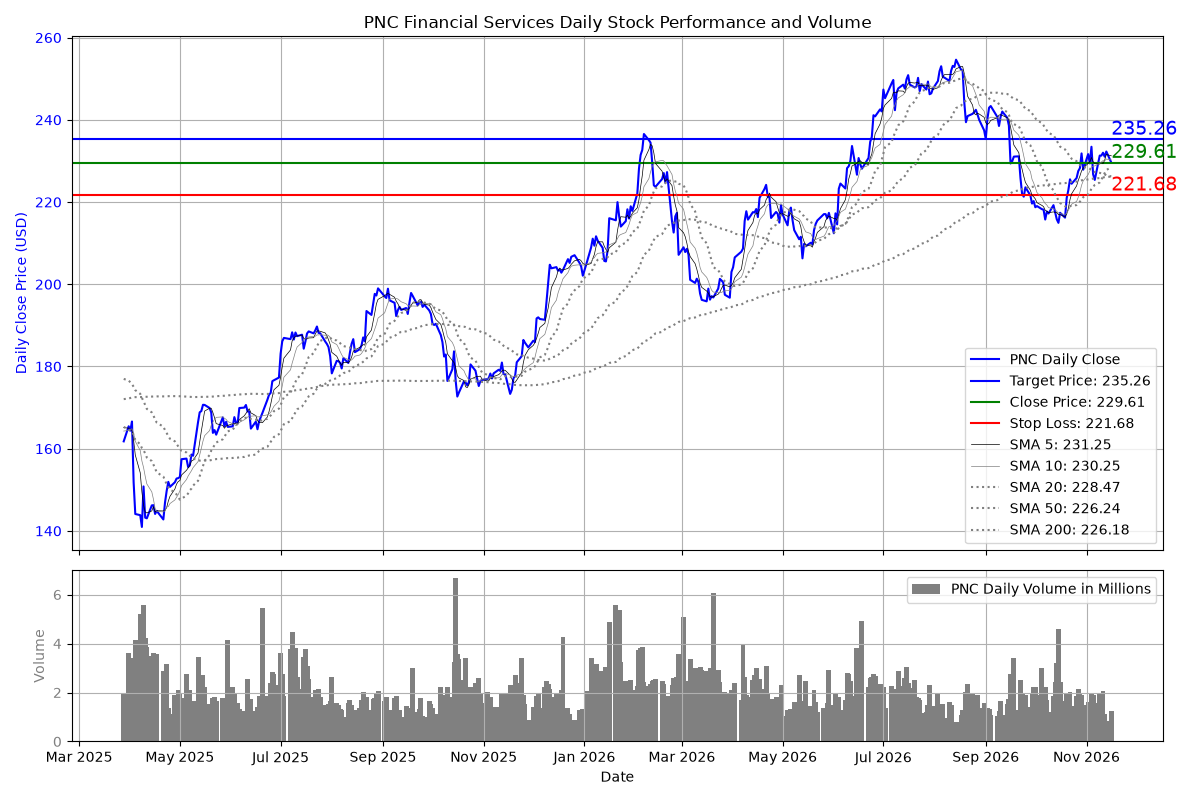 PNC Financial Services Daily Stock Performance and Volume
260
240
220
200
180
160
140
Daily Close Price (USD)
235.26
229.61
221.68
PNC Daily Close
Target Price: 235.26
Close Price: 229.61
Stop Loss: 221.68
SMA 5: 231.25
SMA 10: 230.25
SMA 20: 228.47
SMA 50: 226.24
SMA 200: 226.18
6
4
2
0
Volume
PNC Daily Volume in Millions
Mar 2025 May 2025 Jul 2025 Sep 2025 Nov 2025 Jan 2026 Mar 2026 May 2026 Jul 2026 Sep 2026 Nov 2026
Date